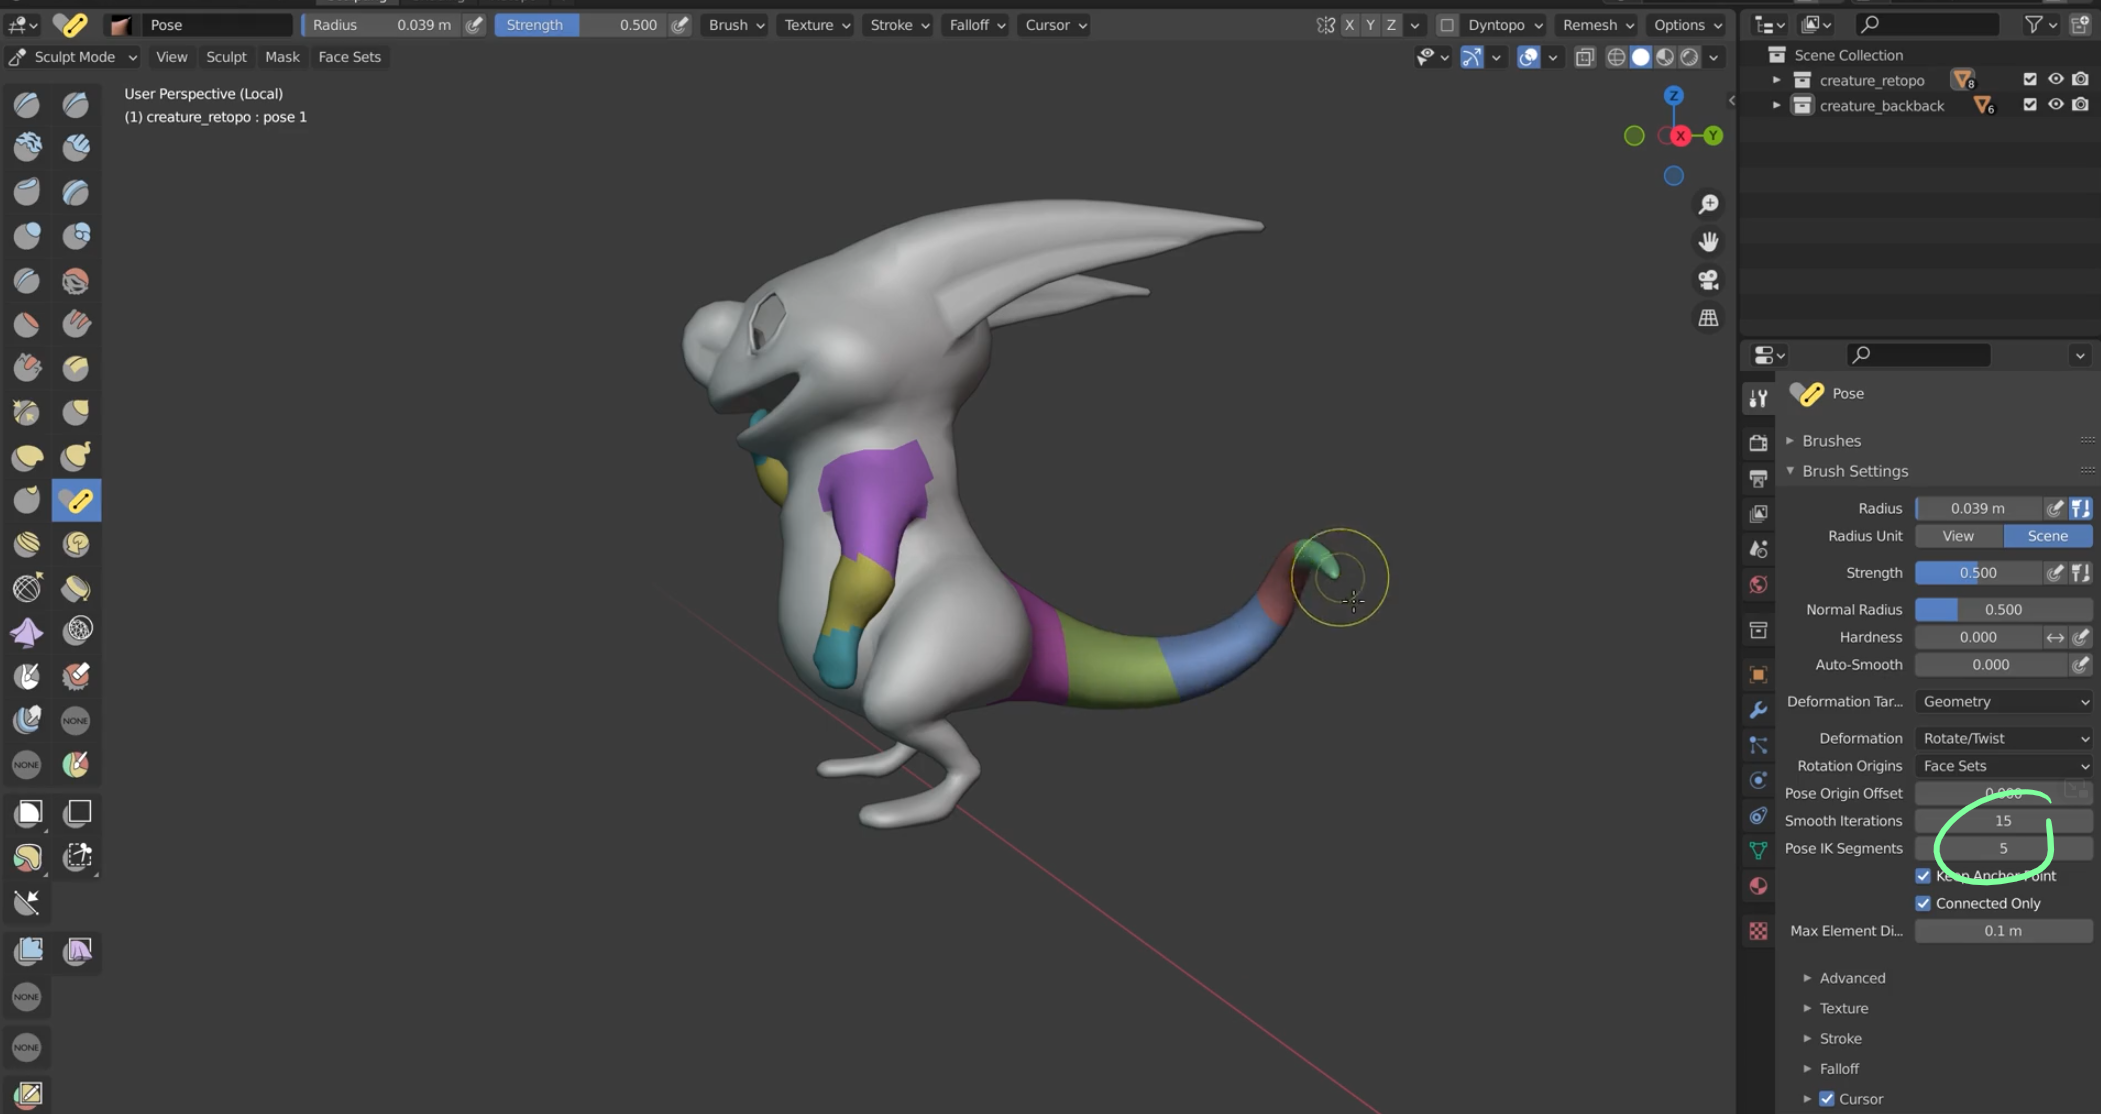 Pose
Radius 0.039 m
Strength 0.500
Brush
Texture
Stroke
Falloff
Cursor
X Y Z
Dyntopo
Remesh
Options
Sculpt Mode
View
Sculpt
Mask
Face Sets
User Perspective (Local)
(1) creature_retopo : pose 1
Z
X
Y
NONE
NONE
NONE
NONE
Scene Collection
creature_retopo 8
creature_backback 6
Pose
Brushes
Brush Settings
Radius 0.039 m
Radius Unit View Scene
Strength 0.500
Normal Radius 0.500
Hardness 0.000
Auto-Smooth 0.000
Deformation Tar... Geometry
Deformation Rotate/Twist
Rotation Origins Face Sets
Pose Origin Offset 0.000
Smooth Iterations 15
Pose IK Segments 5
Keep Anchor Point
Connected Only
Max Element Di... 0.1 m
Advanced
Texture
Stroke
Falloff
Cursor